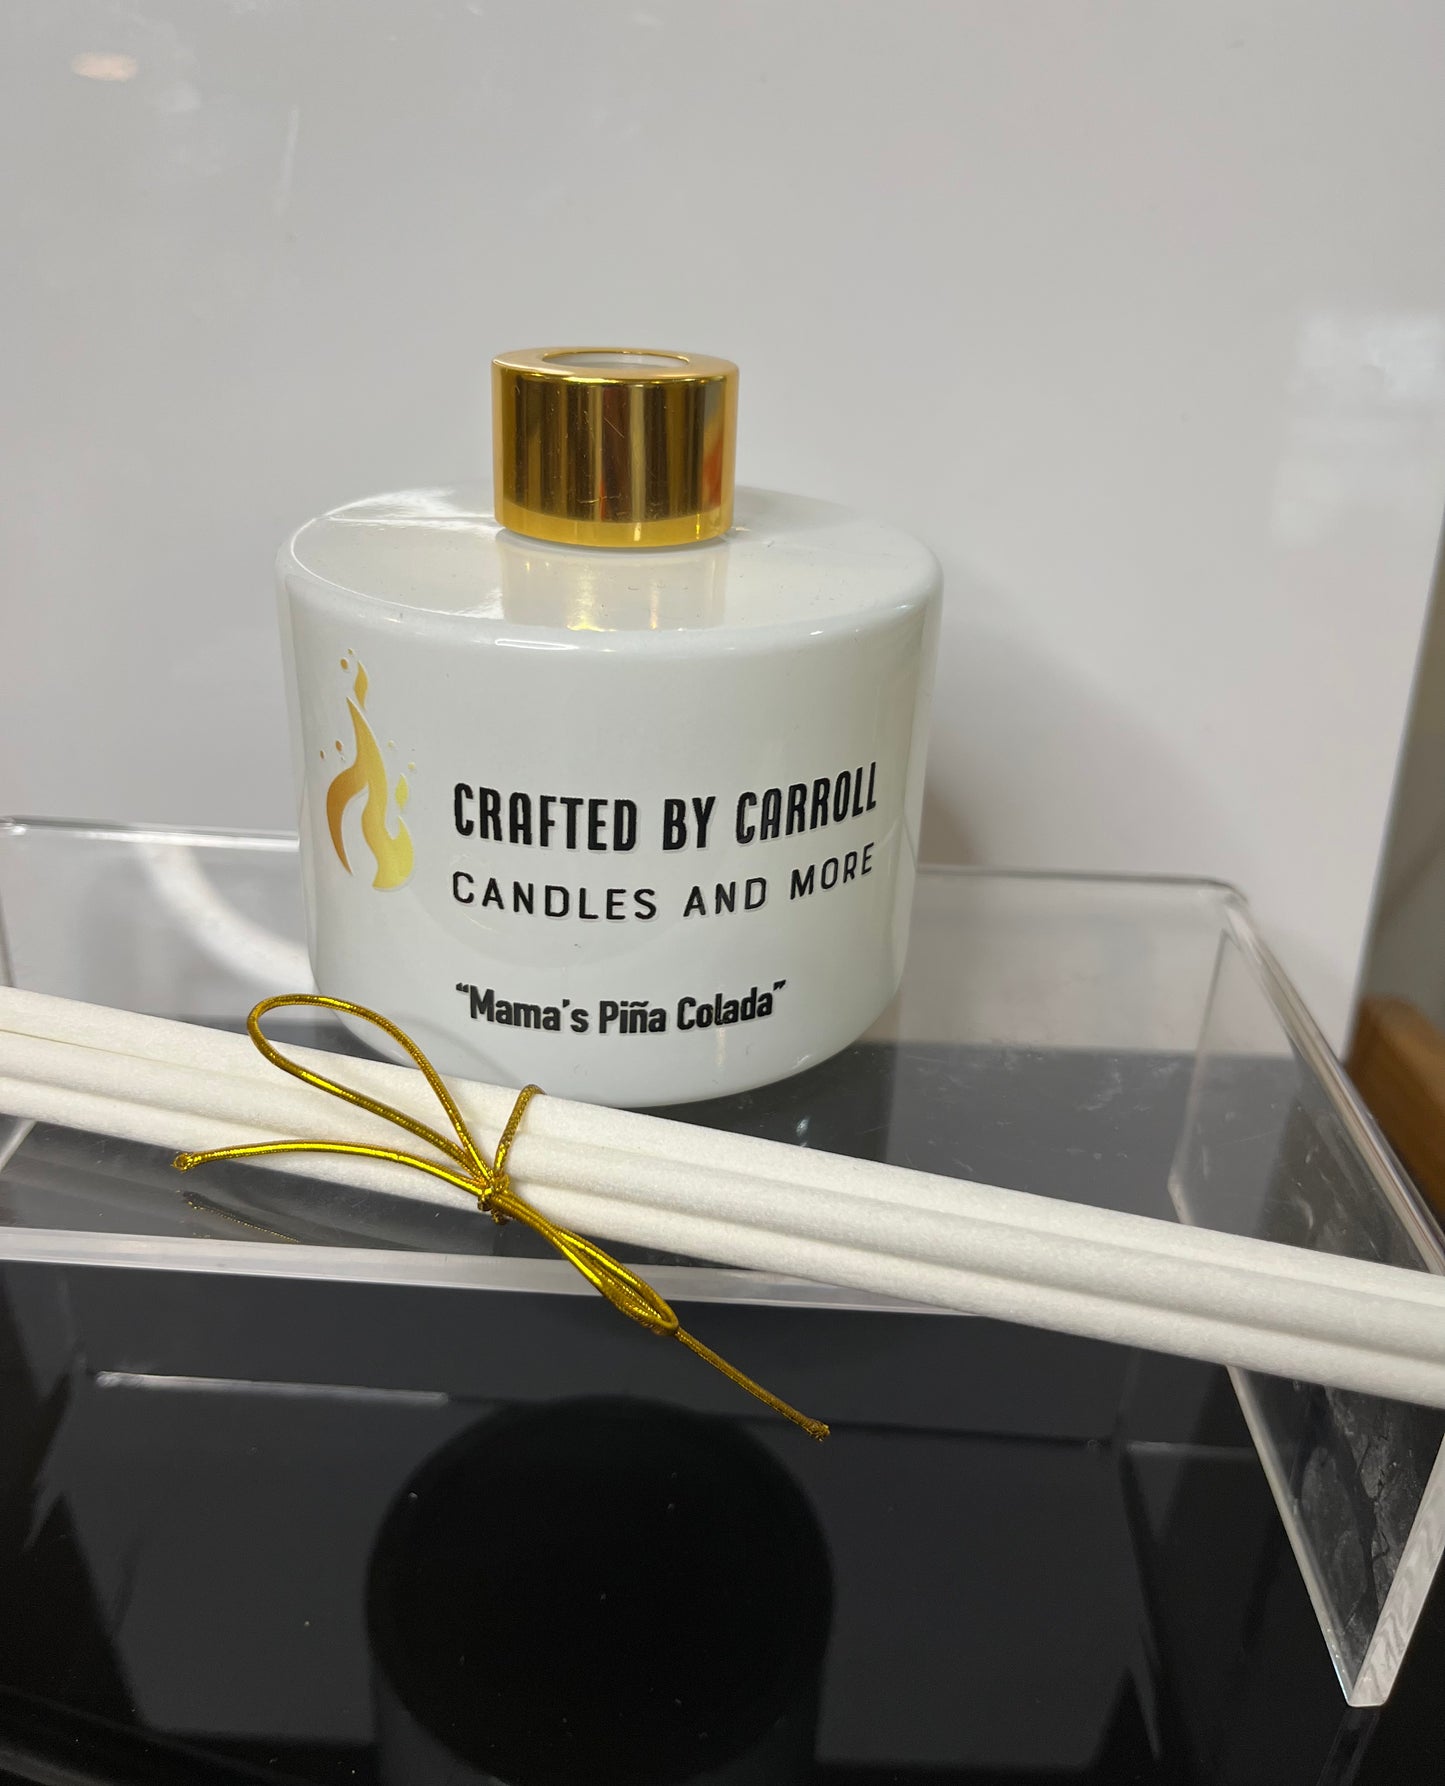 CRAFTED BY CARROLL
CANDLES AND MORE
“Mama’s Piña Colada”